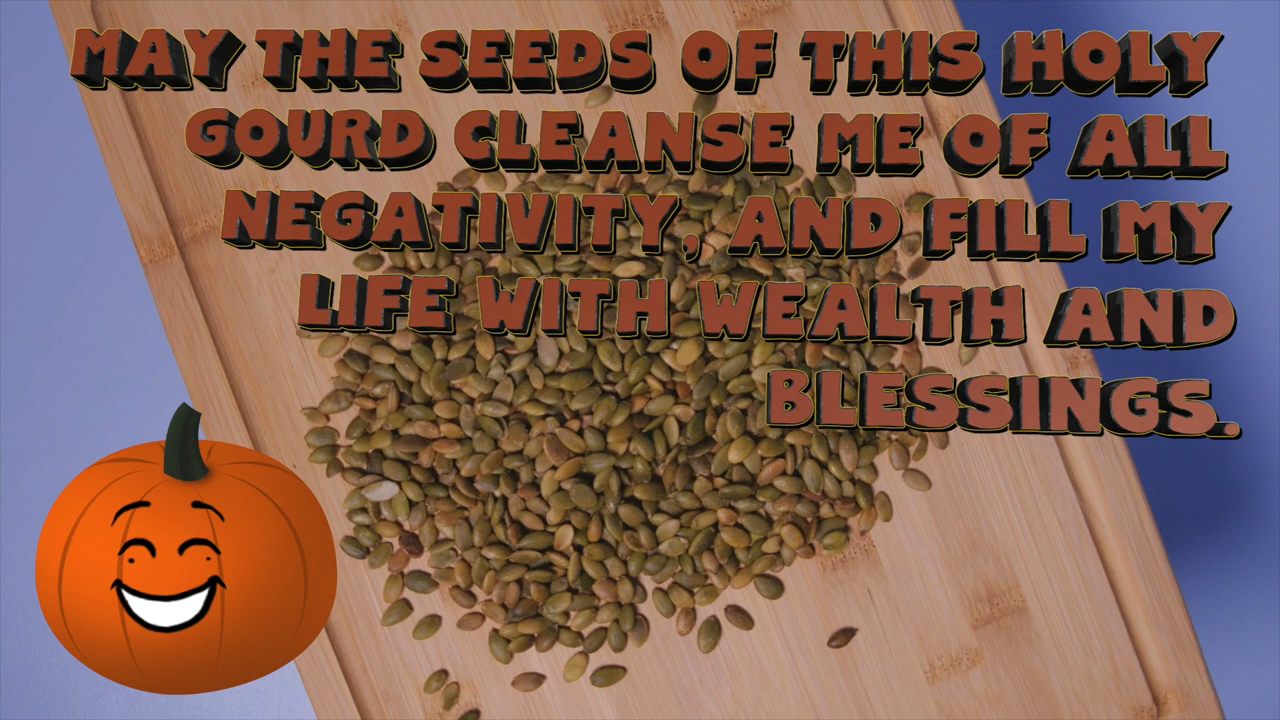 MAY THE SEEDS OF THIS HOLY
GOURD CLEANSE ME OF ALL
NEGATIVITY, AND FILL MY
LIFE WITH WEALTH AND
BLESSINGS.